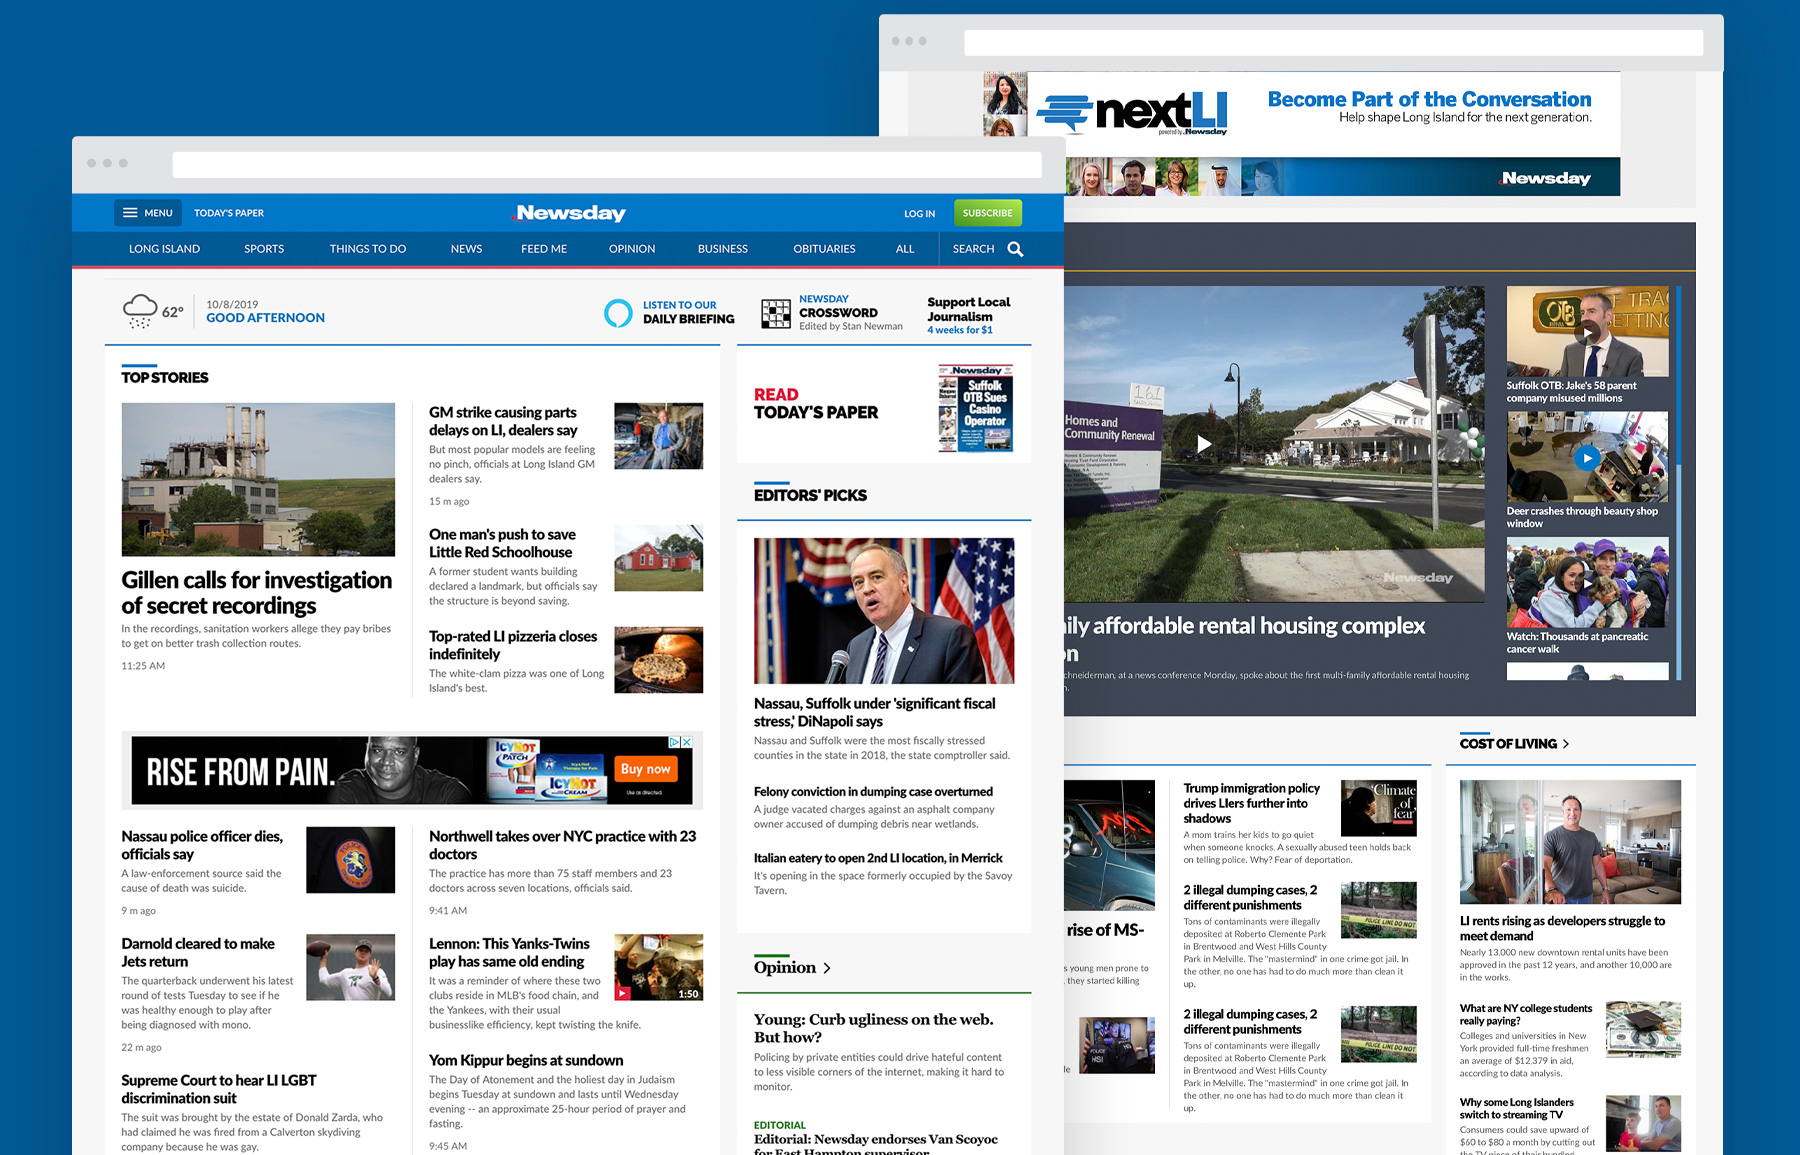 MENU
TODAY'S PAPER
Newsday
LOG IN
SUBSCRIBE
LONG ISLAND
SPORTS
THINGS TO DO
NEWS
FEED ME
OPINION
BUSINESS
OBITUARIES
ALL
SEARCH
62°
10/8/2019
GOOD AFTERNOON
LISTEN TO OUR
DAILY BRIEFING
NEWSDAY
CROSSWORD
Edited by Stan Newman
Support Local
Journalism
4 weeks for $1
TOP STORIES
Gillen calls for investigation
of secret recordings
In the recordings, sanitation workers allege they pay bribes
to get on better trash collection routes.
11:25 AM
GM strike causing parts
delays on LI, dealers say
But most popular models are feeling
no pinch, officials at Long Island GM
dealers say.
15 m ago
One man's push to save
Little Red Schoolhouse
A former student wants building
declared a landmark, but officials say
the structure is beyond saving.
Top-rated LI pizzeria closes
indefinitely
The white-clam pizza was one of Long
Island's best.
RISE FROM PAIN.
ICY HOT
PATCH
ICY HOT
CREAM
Buy now
Use as directed.
Nassau police officer dies,
officials say
A law-enforcement source said the
cause of death was suicide.
9 m ago
Darnold cleared to make
Jets return
The quarterback underwent his latest
round of tests Tuesday to see if he
was healthy enough to play after
being diagnosed with mono.
22 m ago
Supreme Court to hear LI LGBT
discrimination suit
The suit was brought by the estate of Donald Zarda, who
had claimed he was fired from a Calverton skydiving
company because he was gay.
Northwell takes over NYC practice with 23
doctors
The practice has more than 75 staff members and 23
doctors across seven locations, officials said.
9:41 AM
Lennon: This Yanks-Twins
play has same old ending
It was a reminder of where these two
clubs reside in MLB's food chain, and
the Yankees, with their usual
businesslike efficiency, kept twisting the knife.
1:50
Yom Kippur begins at sundown
The Day of Atonement and the holiest day in Judaism
begins Tuesday at sundown and lasts until Wednesday
evening -- an approximate 25-hour period of prayer and
fasting.
9:45 AM
READ
TODAY'S PAPER
Newsday
Suffolk
OTB Sues
Casino
Operator
EDITORS' PICKS
Nassau, Suffolk under 'significant fiscal
stress,' DiNapoli says
Nassau and Suffolk were the most fiscally stressed
counties in the state in 2018, the state comptroller said.
Felony conviction in dumping case overturned
A judge vacated charges against an asphalt company
owner accused of dumping debris near wetlands.
Italian eatery to open 2nd LI location, in Merrick
It's opening in the space formerly occupied by the Savoy
Tavern.
Opinion
Young: Curb ugliness on the web.
But how?
Policing by private entities could drive hateful content
to less visible corners of the internet, making it hard to
monitor.
EDITORIAL
Editorial: Newsday endorses Van Scoyoc
for East Hampton supervisor
nextLI
powered by Newsday
Become Part of the Conversation
Help shape Long Island for the next generation.
Newsday
161
Homes and
Community Renewal
Newsday
ily affordable rental housing complex
on
chneiderman, at a news conference Monday, spoke about the first multi-family affordable rental housing
n.
OTB
Suffolk OTB: Jake's 58 parent
company misused millions
Deer crashes through beauty shop
window
Watch: Thousands at pancreatic
cancer walk
rise of MS-
s young men prone to
, they started killing
POLICE
HSI
le
Trump immigration policy
drives LIers further into
shadows
A mom trains her kids to go quiet
when someone knocks. A sexually abused teen holds back
on telling police. Why? Fear of deportation.
Climate
of
fear
2 illegal dumping cases, 2
different punishments
Tons of contaminants were illegally
deposited at Roberto Clemente Park
in Brentwood and West Hills County
Park in Melville. The "mastermind" in one crime got jail. In
the other, no one has had to do much more than clean it
up.
POLICE LINE DO NOT
2 illegal dumping cases, 2
different punishments
Tons of contaminants were illegally
deposited at Roberto Clemente Park
in Brentwood and West Hills County
Park in Melville. The "mastermind" in one crime got jail. In
the other, no one has had to do much more than clean it
up.
POLICE LINE DO NOT
COST OF LIVING
LI rents rising as developers struggle to
meet demand
Nearly 13,000 new downtown rental units have been
approved in the past 12 years, and another 10,000 are
in the works.
What are NY college students
really paying?
Colleges and universities in New
York provided full-time freshmen
an average of $12,379 in aid,
according to data analysis.
Why some Long Islanders
switch to streaming TV
Consumers could save upward of
$60 to $80 a month by cutting out
the TV piece of their bundled